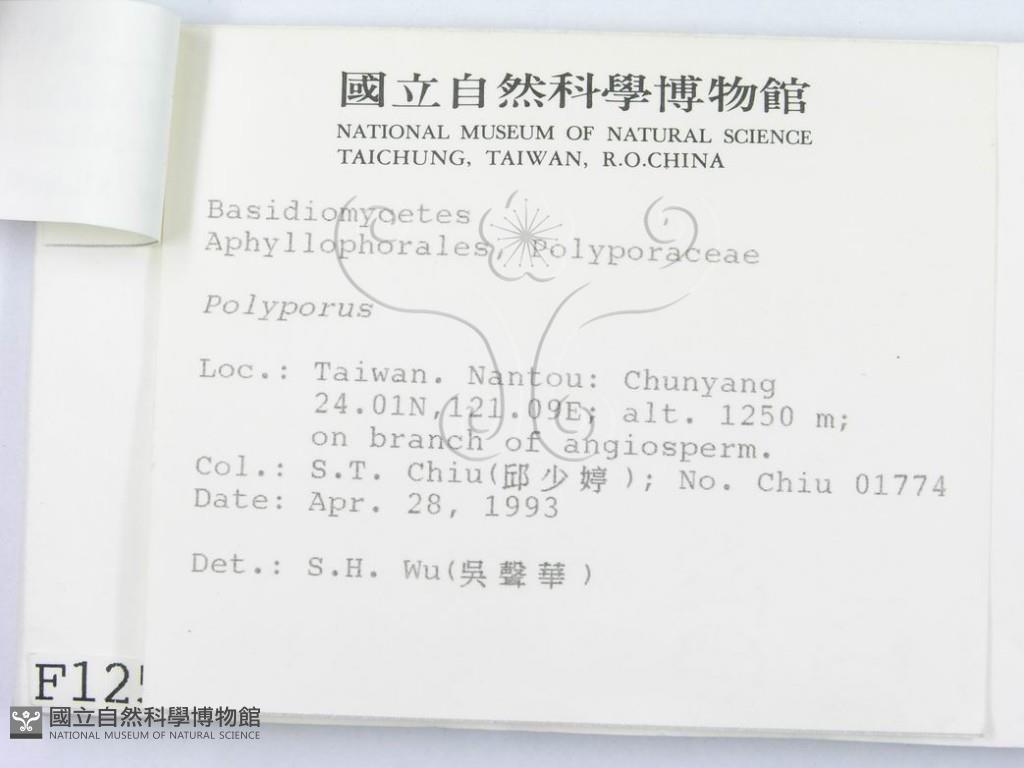 國立自然科學博物館
NATIONAL MUSEUM OF NATURAL SCIENCE
TAICHUNG, TAIWAN, R.O.CHINA
Basidiomycetes
Aphyllophorales, Polyporaceae
Polyporus
Loc.: Taiwan. Nantou: Chunyang
24.01N,121.09E; alt. 1250 m;
on branch of angiosperm.
Col.: S.T. Chiu(邱少婷); No. Chiu 01774
Date: Apr. 28, 1993
Det.: S.H. Wu(吳聲華)
F12
國立自然科學博物館
NATIONAL MUSEUM OF NATURAL SCIENCE